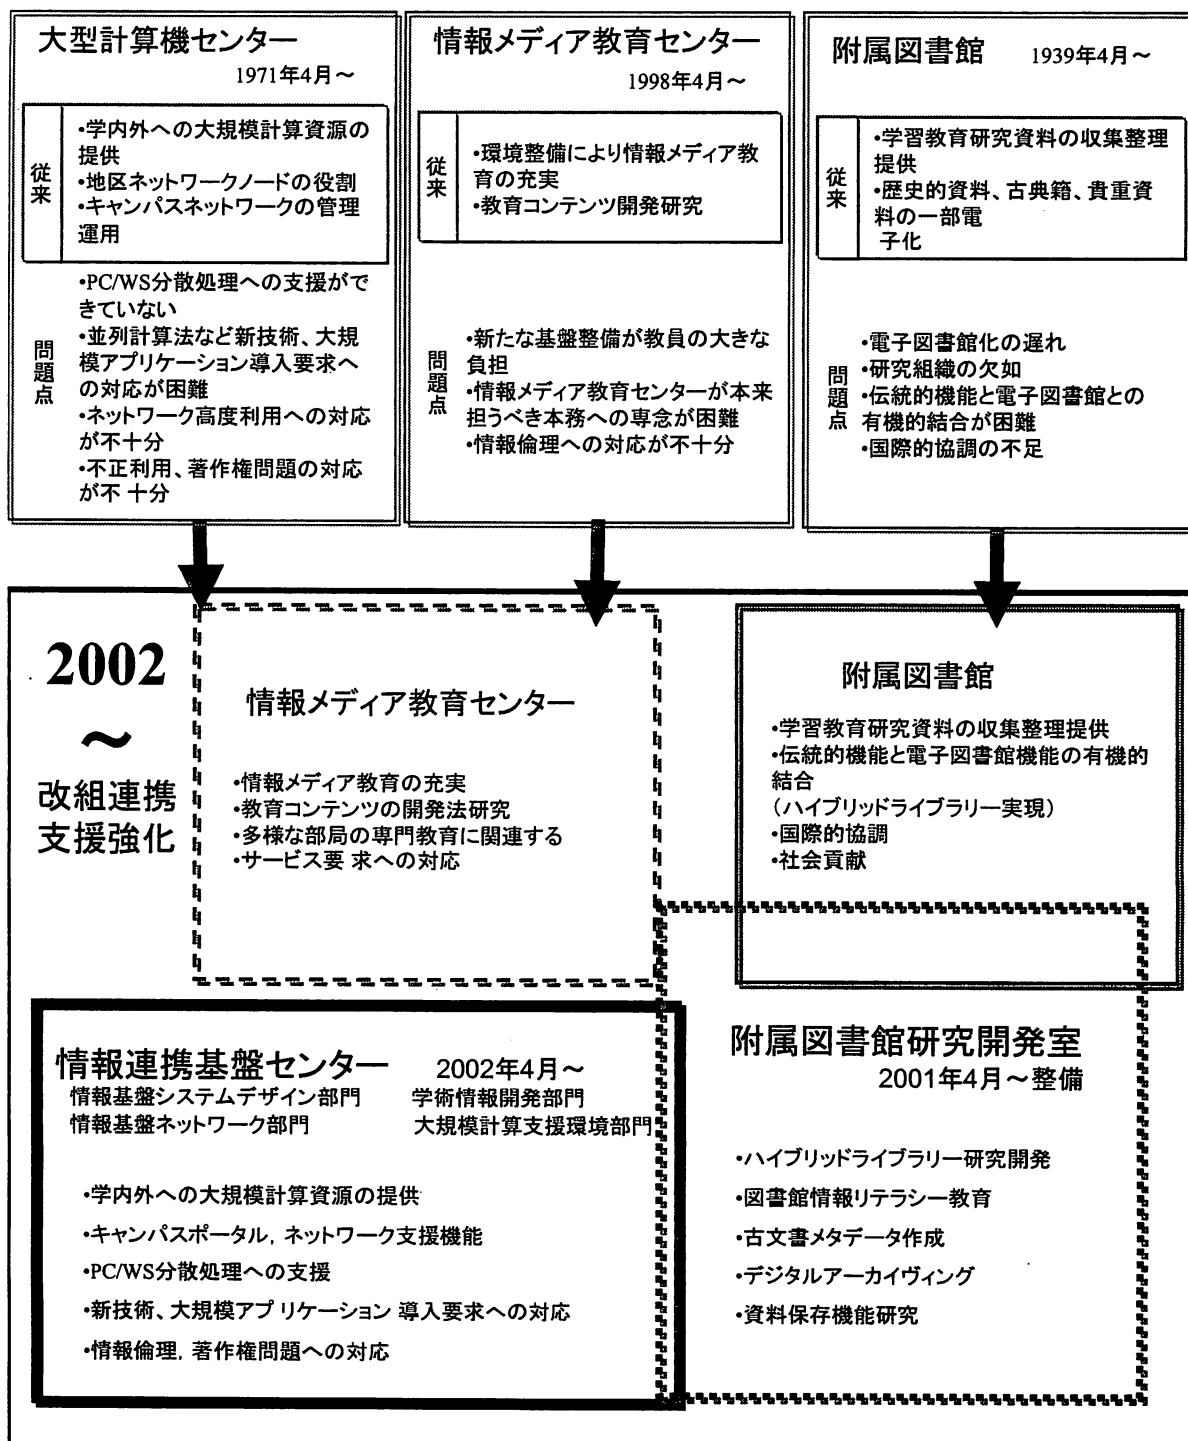 大型計算機センター
1971年4月～
従来
・学内外への大規模計算資源の
提供
・地区ネットワークノードの役割
・キャンパスネットワークの管理
運用
問題点
・PC/WS分散処理への支援がで
きていない
・並列計算法など新技術、大規
模アプリケーション導入要求へ
の対応が困難
・ネットワーク高度利用への対応
が不十分
・不正利用、著作権問題の対応
が不 十分
情報メディア教育センター
1998年4月～
従来
・環境整備により情報メディア教
育の充実
・教育コンテンツ開発研究
問題点
・新たな基盤整備が教員の大きな
負担
・情報メディア教育センターが本来
担うべき本務への専念が困難
・情報倫理への対応が不十分
附属図書館 1939年4月～
従来
・学習教育研究資料の収集整理
提供
・歴史的資料、古典籍、貴重資
料の一部電
子化
問題点
・電子図書館化の遅れ
・研究組織の欠如
・伝統的機能と電子図書館との
有機的結合が困難
・国際的協調の不足
2002
～
改組連携
支援強化
情報メディア教育センター
・情報メディア教育の充実
・教育コンテンツの開発法研究
・多様な部局の専門教育に関連する
・サービス要 求への対応
附属図書館
・学習教育研究資料の収集整理提供
・伝統的機能と電子図書館機能の有機的
結合
（ハイブリッドライブラリー実現）
・国際的協調
・社会貢献
情報連携基盤センター 2002年4月～
情報基盤システムデザイン部門 学術情報開発部門
情報基盤ネットワーク部門 大規模計算支援環境部門
・学内外への大規模計算資源の提供
・キャンパスポータル, ネットワーク支援機能
・PC/WS分散処理への支援
・新技術、大規模アプリケーション 導入要求への対応
・情報倫理, 著作権問題への対応
附属図書館研究開発室
2001年4月～整備
・ハイブリッドライブラリー研究開発
・図書館情報リテラシー教育
・古文書メタデータ作成
・デジタルアーカイヴィング
・資料保存機能研究